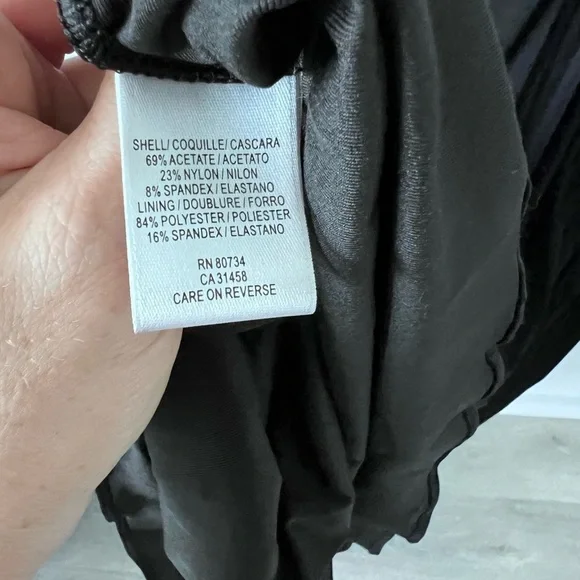 SHELL/ COQUILLE/ CASCARA
69% ACETATE / ACETATO
23% NYLON / NILON
8% SPANDEX / ELASTANO
LINING / DOUBLURE / FORRO
84% POLYESTER / POLIESTER
16% SPANDEX / ELASTANO
RN 80734
CA 31458
CARE ON REVERSE